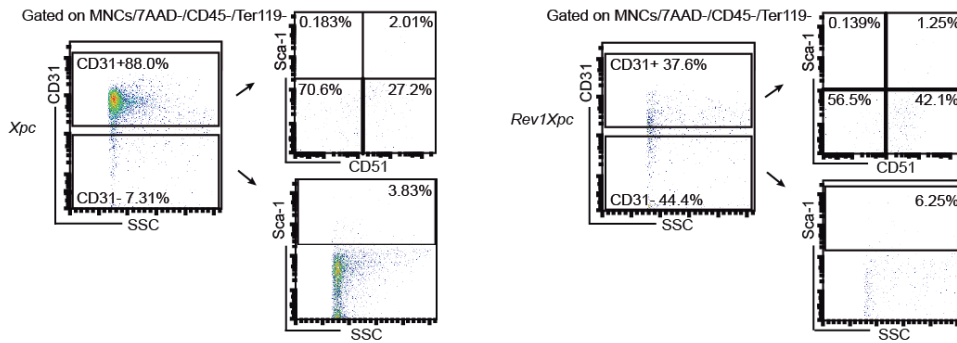 Gated on MNCs/7AAD-/CD45-/Ter119-
Xpc
CD31
CD31+88.0%
CD31- 7.31%
SSC
Sca-1
0.183%
2.01%
70.6%
27.2%
CD51
Sca-1
3.83%
SSC
Gated on MNCs/7AAD-/CD45-/Ter119-
Rev1Xpc
CD31
CD31+ 37.6%
CD31- 44.4%
SSC
Sca-1
0.139%
1.25%
56.5%
42.1%
CD51
Sca-1
6.25%
SSC